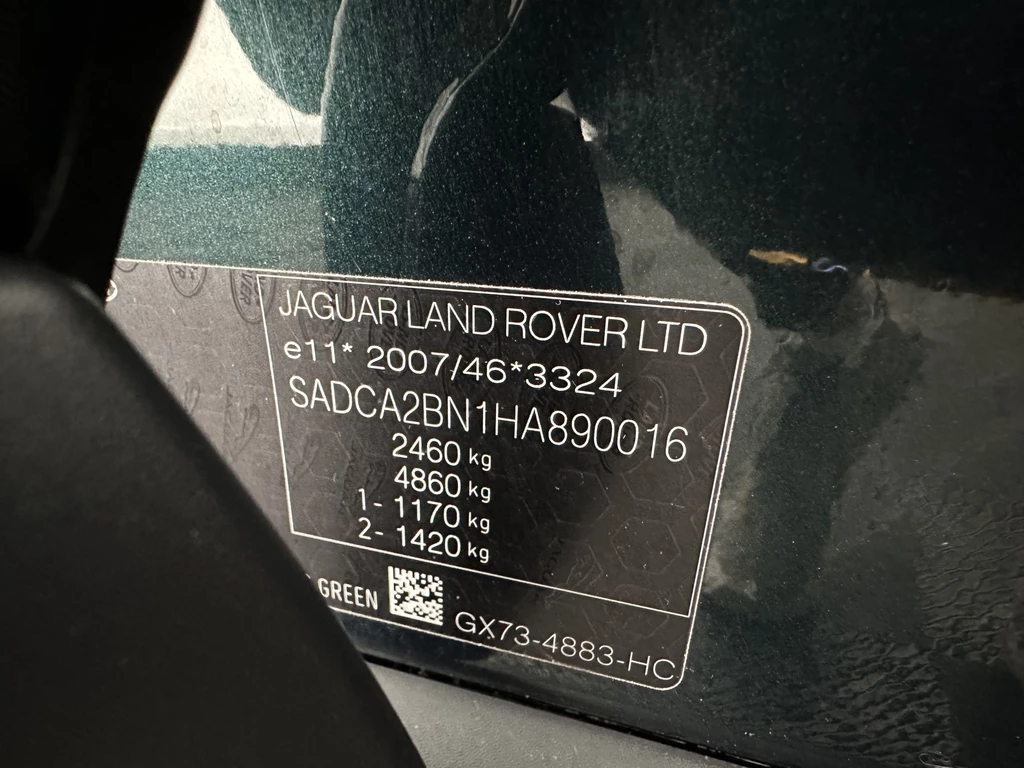 JAGUAR LAND ROVER LTD
e11* 2007/46*3324
SADCA2BN1HA890016
2460 kg
4860 kg
1- 1170 kg
2- 1420 kg
GREEN
GX73-4883-HC